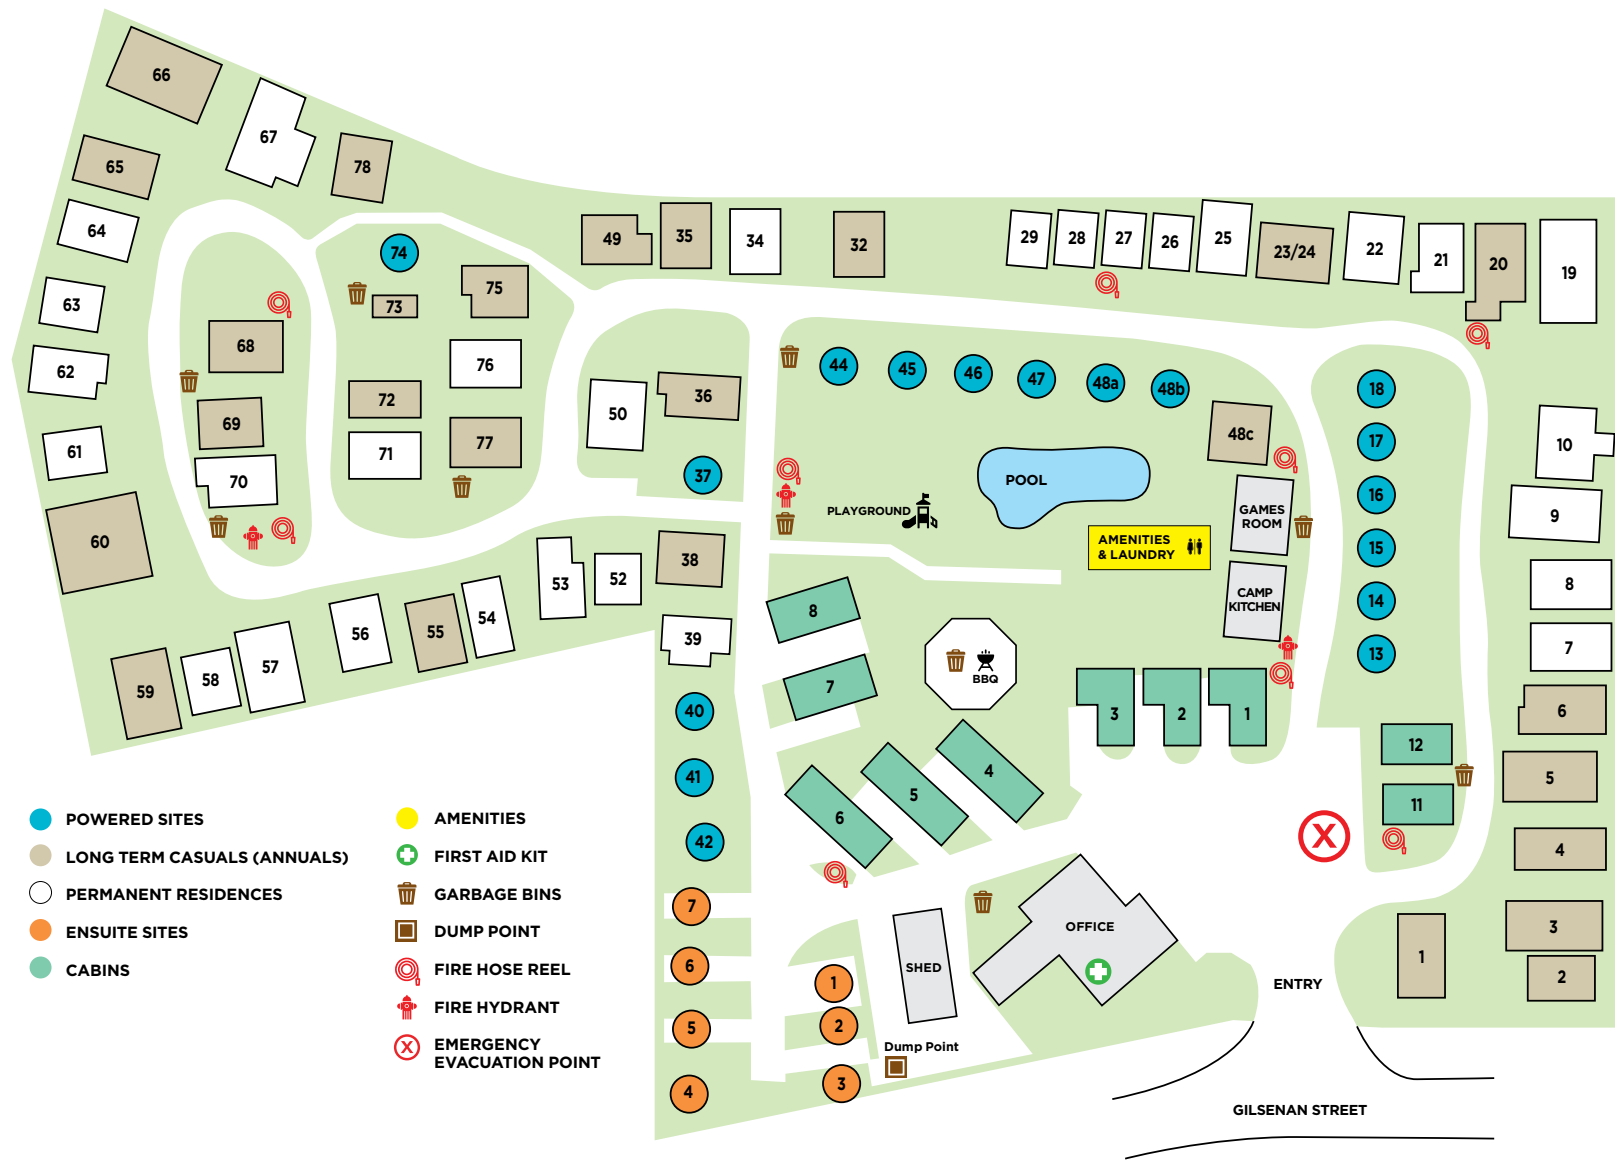 66
67
78
65
64
63
62
61
60
59
58
57
56
55
54
53
52
38
39
68
69
70
74
73
75
76
72
71
77
49
35
34
32
29
28
27
26
25
23/24
22
21
20
19
50
36
37
44
45
46
47
48a
48b
48c
18
17
16
15
14
13
10
9
8
7
6
5
4
3
2
1
POOL
PLAYGROUND
AMENITIES
& LAUNDRY
GAMES
ROOM
CAMP
KITCHEN
8
7
BBQ
3
2
1
4
5
6
12
11
X
40
41
42
7
6
5
4
1
2
3
SHED
OFFICE
Dump Point
ENTRY
GILSENAN STREET
POWERED SITES
LONG TERM CASUALS (ANNUALS)
PERMANENT RESIDENCES
ENSUITE SITES
CABINS
AMENITIES
FIRST AID KIT
GARBAGE BINS
DUMP POINT
FIRE HOSE REEL
FIRE HYDRANT
X
EMERGENCY
EVACUATION POINT